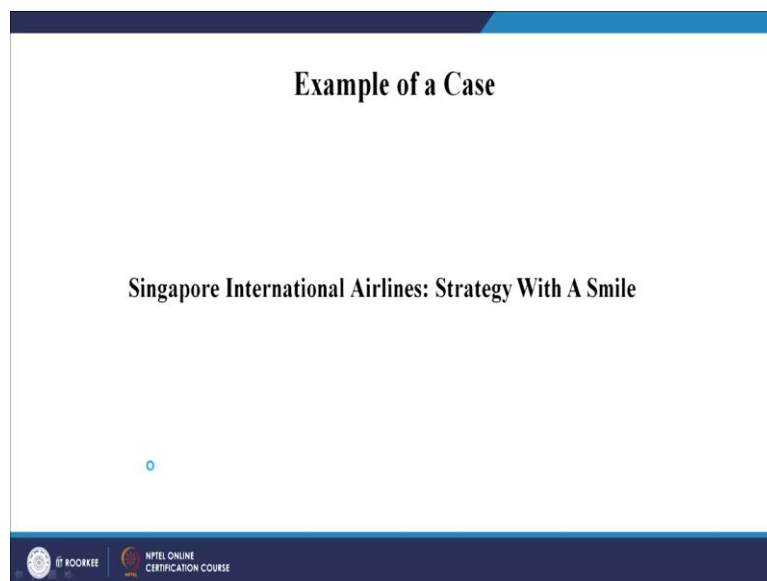 Example of a Case
Singapore International Airlines: Strategy With A Smile
IIT ROORKEE
NPTEL ONLINE
CERTIFICATION COURSE